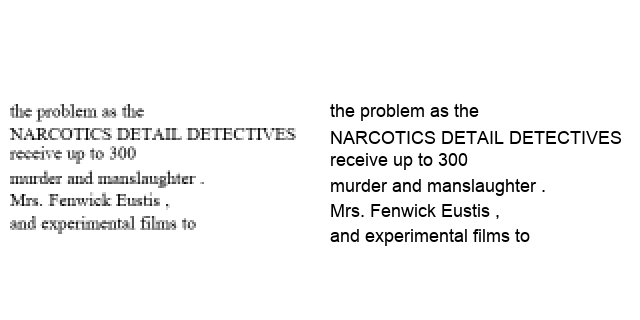 the problem as the
NARCOTICS DETAIL DETECTIVES
receive up to 300
murder and manslaughter .
Mrs. Fenwick Eustis ,
and experimental films to
the problem as the
NARCOTICS DETAIL DETECTIVES
receive up to 300
murder and manslaughter .
Mrs. Fenwick Eustis ,
and experimental films to